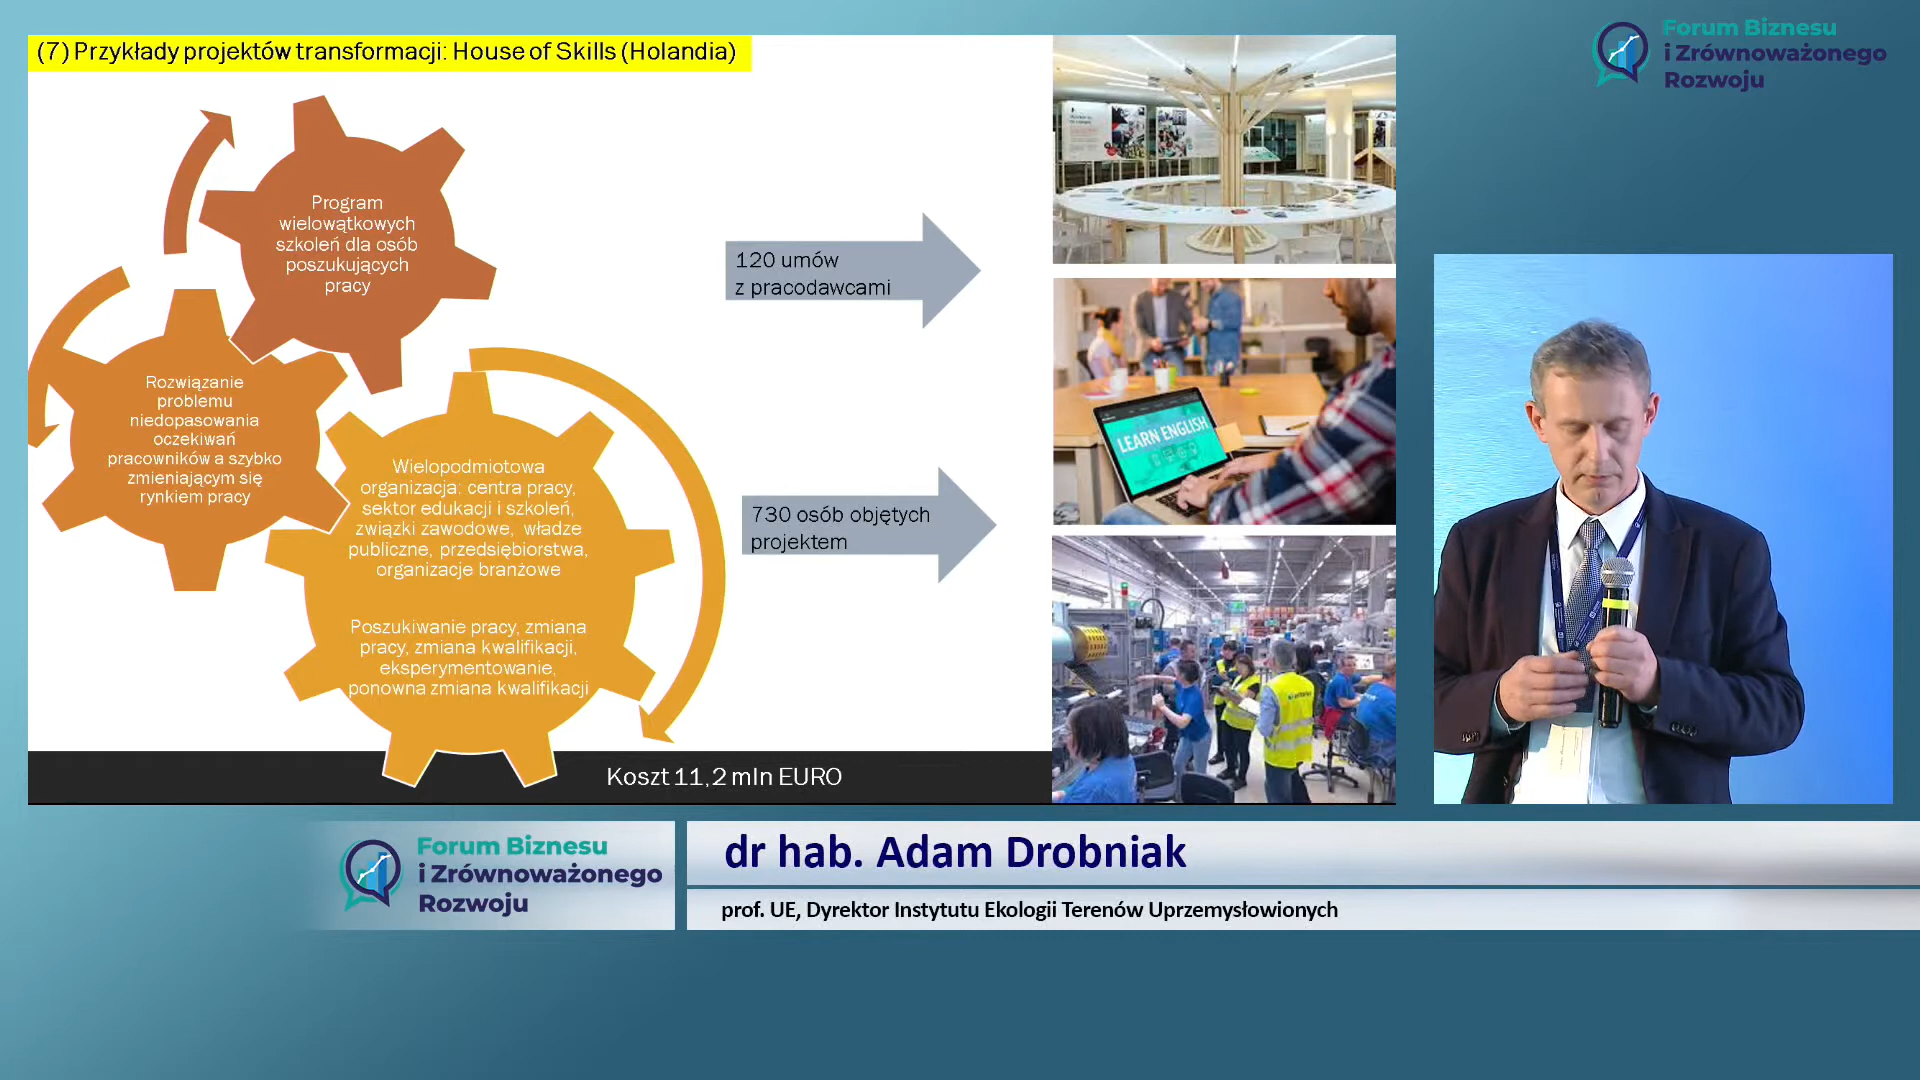 (7) Przykłady projektów transformacji: House of Skills (Holandia)
Program
wielowątkowych
szkoleń dla osób
poszukujących
pracy
Rozwiązanie
problemu
niedopasowania
oczekiwań
pracowników a szybko
zmieniającym się
rynkiem pracy
Wielopodmiotowa
organizacja: centra pracy,
sektor edukacji i szkoleń,
związki zawodowe, władze
publiczne, przedsiębiorstwa,
organizacje branżowe
Poszukiwanie pracy, zmiana
pracy, zmiana kwalifikacji,
eksperymentowanie,
ponowna zmiana kwalifikacji
120 umów
z pracodawcami
730 osób objętych
projektem
LEARN ENGLISH
Koszt 11,2 mln EURO
Forum Biznesu
i Zrównoważonego
Rozwoju
Forum Biznesu
i Zrównoważonego
Rozwoju
dr hab. Adam Drobniak
prof. UE, Dyrektor Instytutu Ekologii Terenów Uprzemysłowionych